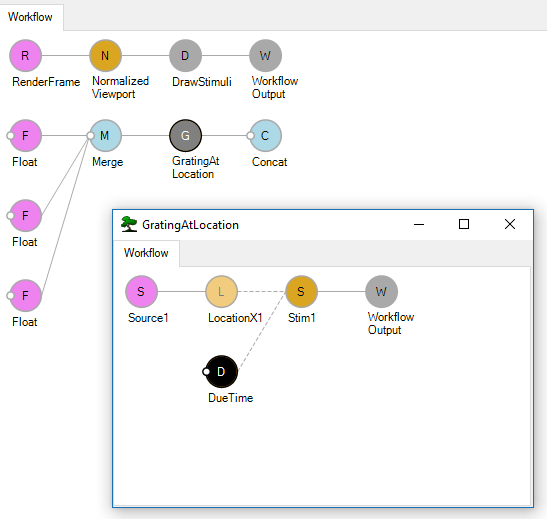 Workflow
R
N
D
W
RenderFrame
Normalized
Viewport
DrawStimuli
Workflow
Output
F
M
G
C
Float
Merge
GratingAt
Location
Concat
F
Float
F
Float
GratingAtLocation
Workflow
S
L
S
W
Source1
LocationX1
Stim1
Workflow
Output
D
DueTime